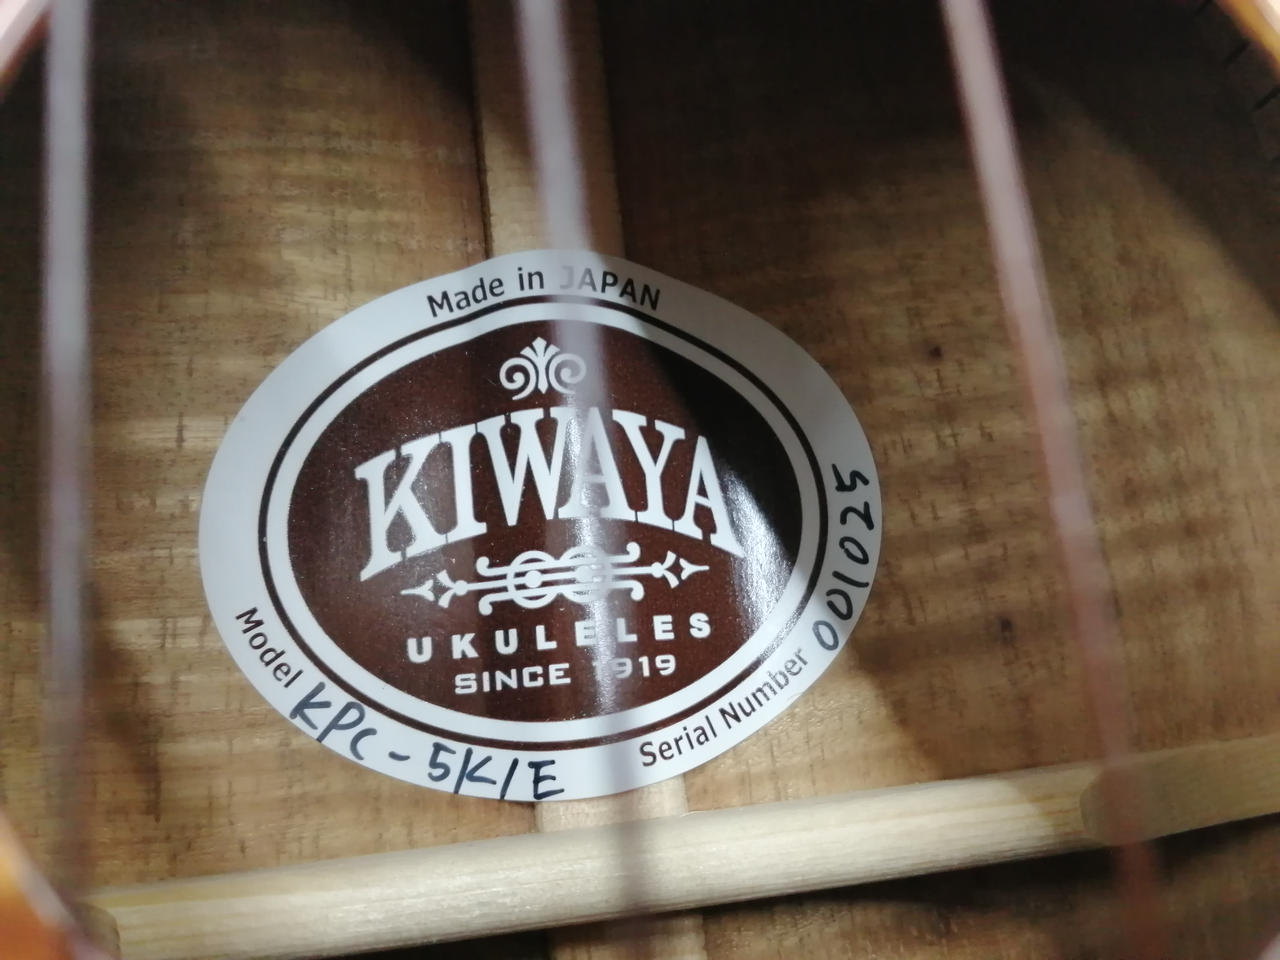 Made in JAPAN
KIWAYA
UKULELES
SINCE 1919
Model KPC-5K/E
Serial Number 001025